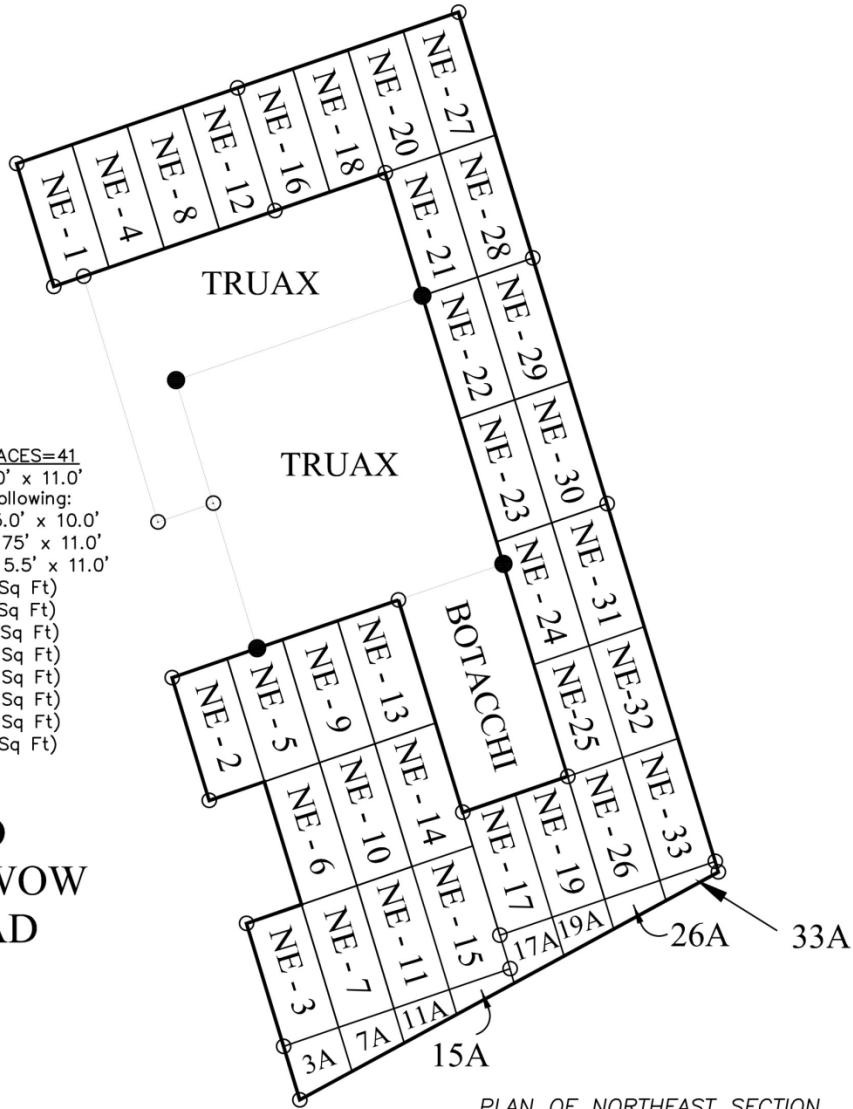 NE - 1
NE - 4
NE - 8
NE - 12
NE - 16
NE - 18
NE - 20
NE - 27
NE - 21
NE - 28
TRUAX
NE - 22
NE - 29
TRUAX
NE - 23
NE - 30
NE - 24
NE - 31
NE-25
NE-32
BOTACCHI
NE - 2
NE - 5
NE - 9
NE - 13
NE - 6
NE - 10
NE - 14
NE - 17
NE - 19
NE - 26
NE - 33
NE - 3
NE - 7
NE - 11
NE - 15
3A
7A
11A
15A
17A
19A
26A
33A
ACES=41
0' x 11.0'
ollowing:
6.0' x 10.0'
75' x 11.0'
5.5' x 11.0'
Sq Ft)
Sq Ft)
Sq Ft)
Sq Ft)
Sq Ft)
Sq Ft)
Sq Ft)
Sq Ft)
WOW
AD
PLAN OF NORTHEAST SECTION